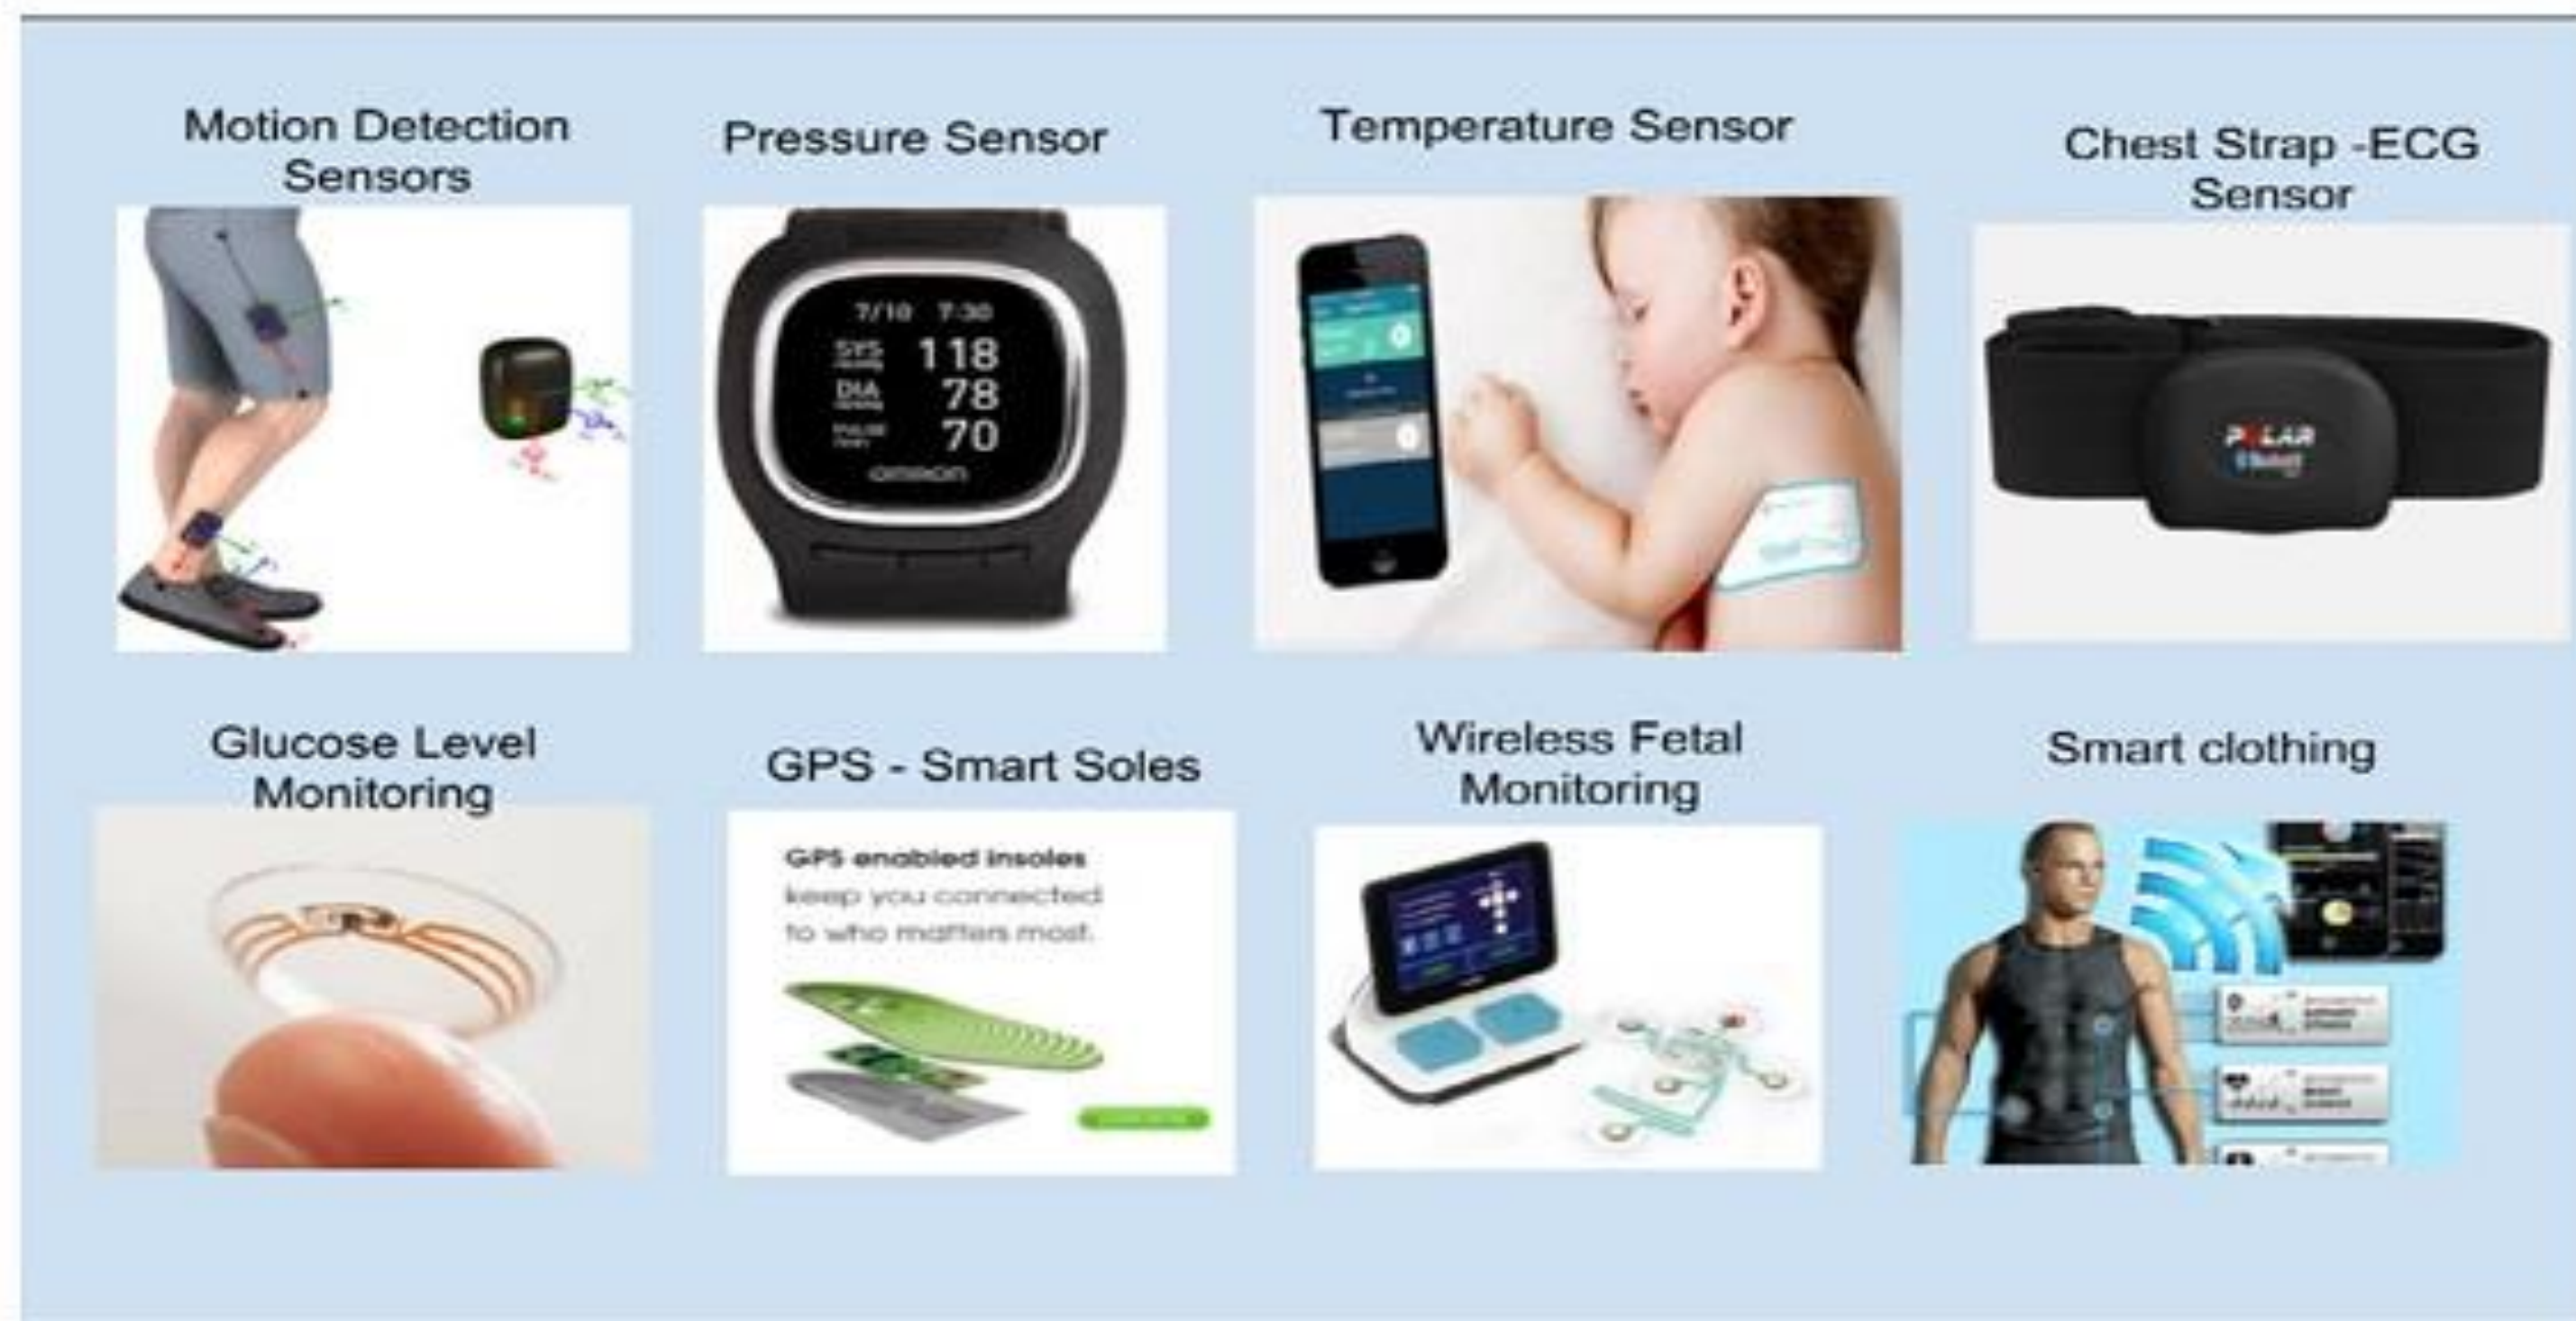 Motion Detection
Sensors
Pressure Sensor
Temperature Sensor
Chest Strap -ECG
Sensor
7/10 7:30
SYS 118
DIA 78
PULSE 70
OMRON
POLAR
Glucose Level
Monitoring
GPS - Smart Soles
Wireless Fetal
Monitoring
Smart clothing
GPS enabled insoles
keep you connected
to who matters most.